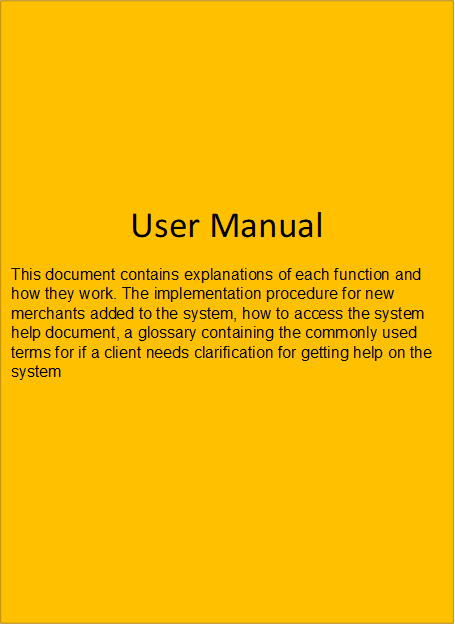 User Manual
This document contains explanations of each function and
how they work. The implementation procedure for new
merchants added to the system, how to access the system
help document, a glossary containing the commonly used
terms for if a client needs clarification for getting help on the
system